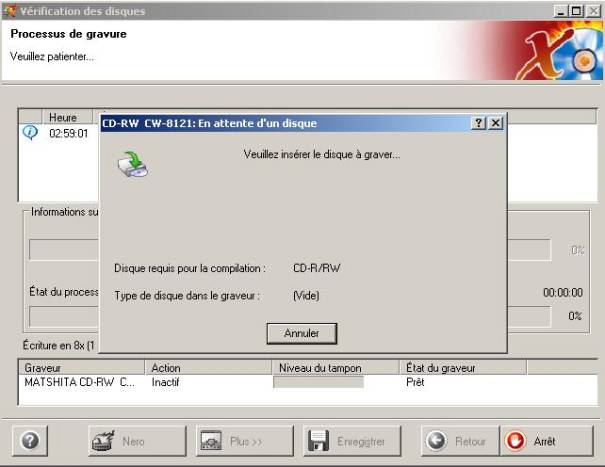 Vérification des disques
Processus de gravure
Veuillez patienter...
Heure
02:59:01
CD-RW CW-8121: En attente d'un disque
Veuillez insérer le disque à graver...
Disque requis pour la compilation : CD-R/RW
Type de disque dans le graveur : (Vide)
Annuler
Informations su
0%
État du process
00:00:00
0%
Écriture en 8x (1
Graveur Action Niveau du tampon État du graveur
MATSHITA CD-RW C... Inactif Prêt
Nero Plus >> Enregistrer Retour Arrêt